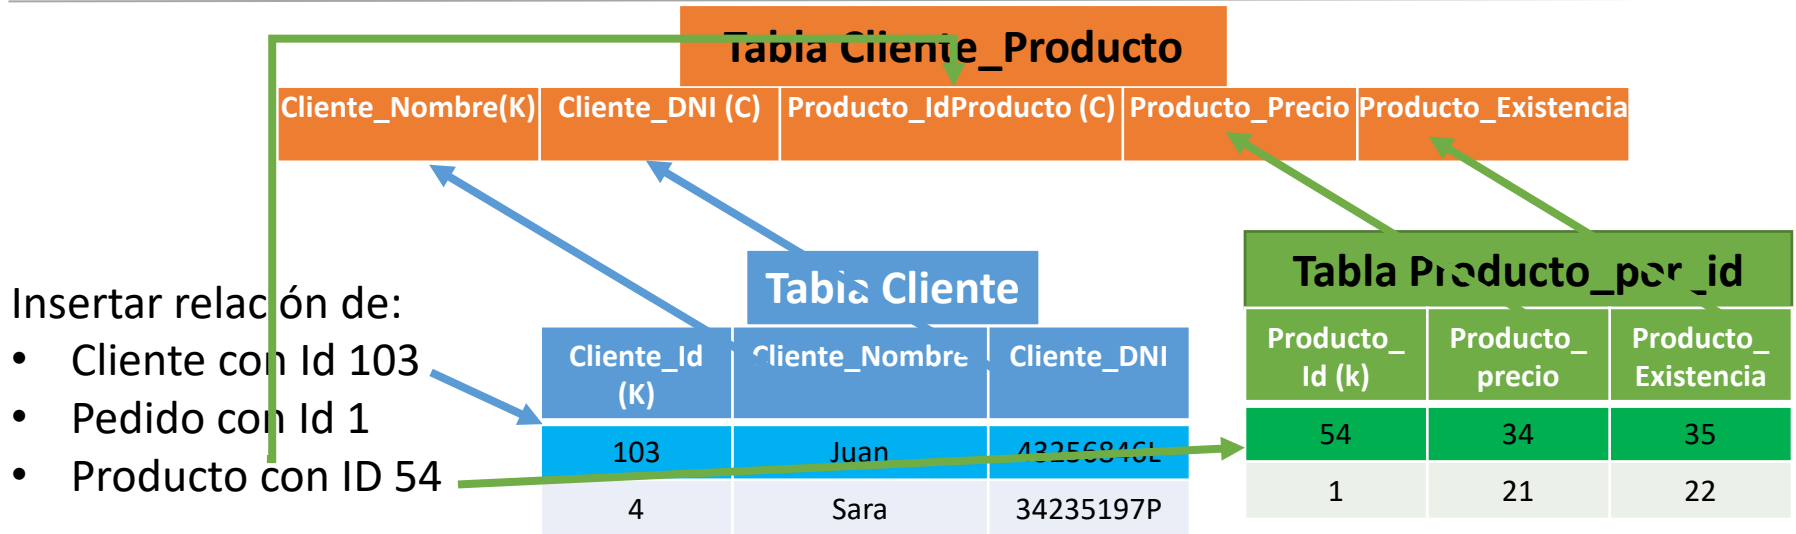 Tabla Cliente_Producto
Cliente_Nombre(K) Cliente_DNI (C) Producto_IdProducto (C) Producto_Precio Producto_Existencia
Insertar relación de:
• Cliente con Id 103
• Pedido con Id 1
• Producto con ID 54
Tabla Cliente
Cliente_Id Cliente_Nombre Cliente_DNI
(K)
103 Juan 43256846L
4 Sara 34235197P
Tabla Producto_por_id
Producto_ Producto_ Producto_
Id (k) precio Existencia
54 34 35
1 21 22